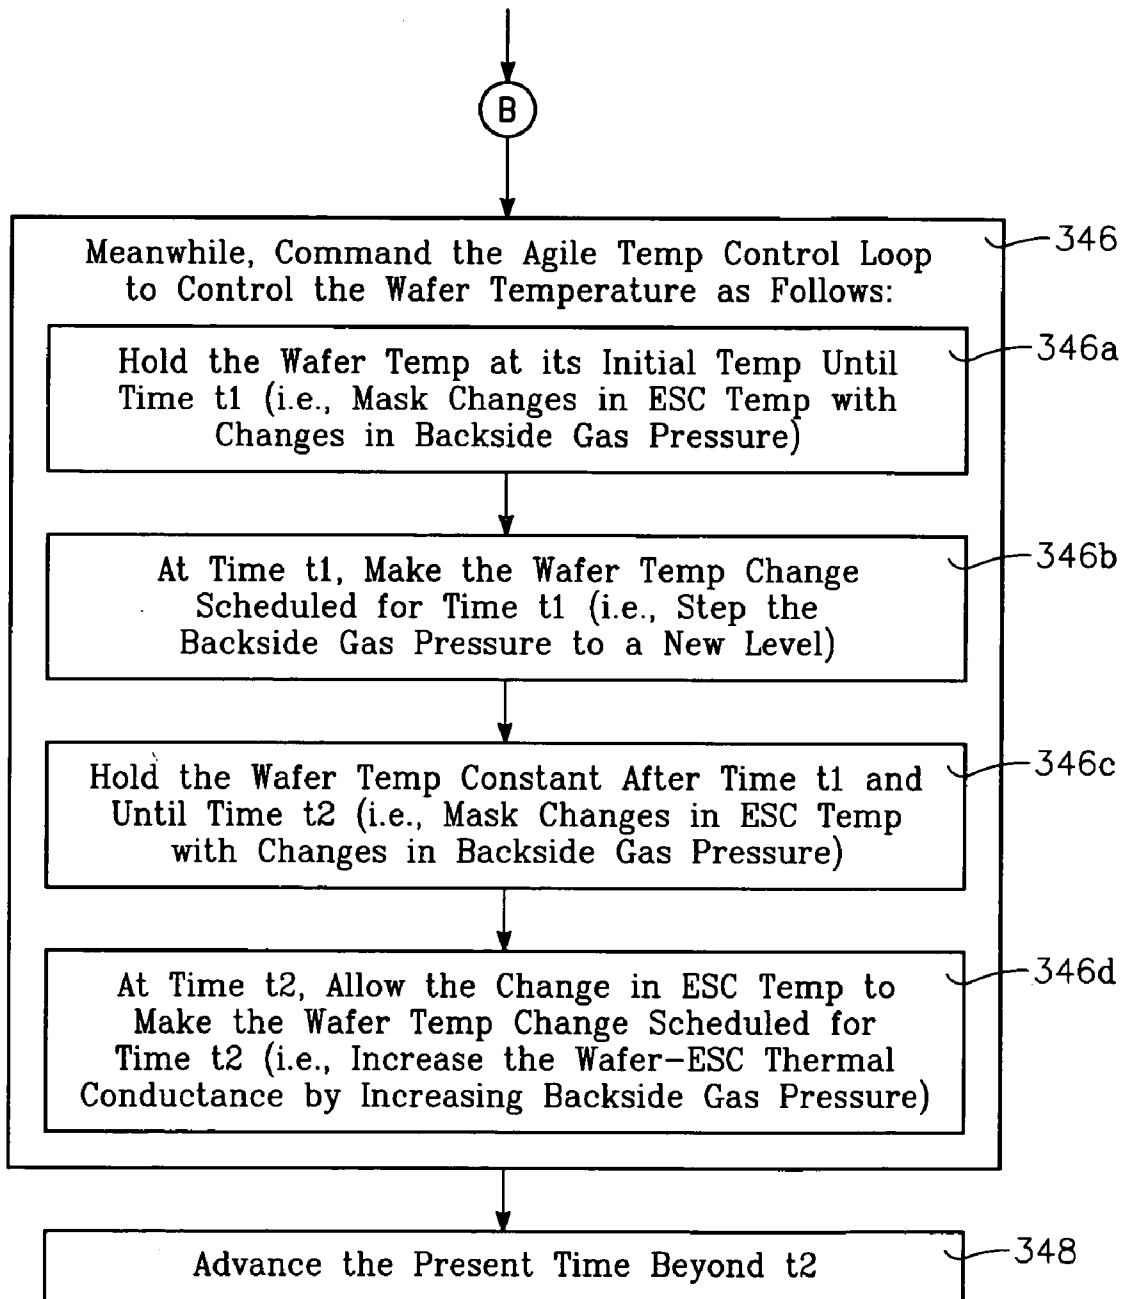 B
Meanwhile, Command the Agile Temp Control Loop
to Control the Wafer Temperature as Follows:
346
Hold the Wafer Temp at its Initial Temp Until
Time t1 (i.e., Mask Changes in ESC Temp with
Changes in Backside Gas Pressure)
346a
At Time t1, Make the Wafer Temp Change
Scheduled for Time t1 (i.e., Step the
Backside Gas Pressure to a New Level)
346b
Hold the Wafer Temp Constant After Time t1 and
Until Time t2 (i.e., Mask Changes in ESC Temp
with Changes in Backside Gas Pressure)
346c
At Time t2, Allow the Change in ESC Temp to
Make the Wafer Temp Change Scheduled for
Time t2 (i.e., Increase the Wafer-ESC Thermal
Conductance by Increasing Backside Gas Pressure)
346d
Advance the Present Time Beyond t2
348